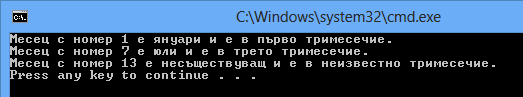 C:\Windows\system32\cmd.exe
Месец с номер 1 е януари и е в първо тримесечие.
Месец с номер 7 е юли и е в трето тримесечие.
Месец с номер 13 е несъществуващ и е в неизвестно тримесечие.
Press any key to continue . . .